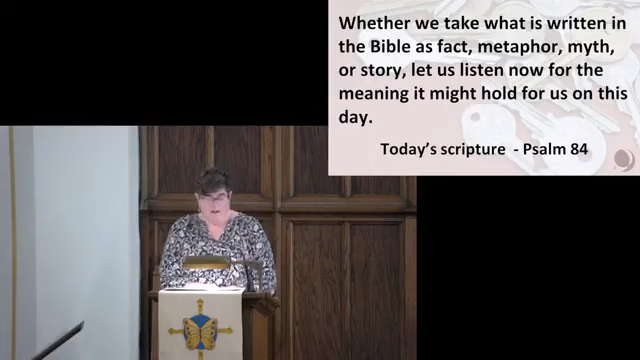 Whether we take what is written in
the Bible as fact, metaphor, myth,
or story, let us listen now for the
meaning it might hold for us on this
day.
Today’s scripture  - Psalm 84